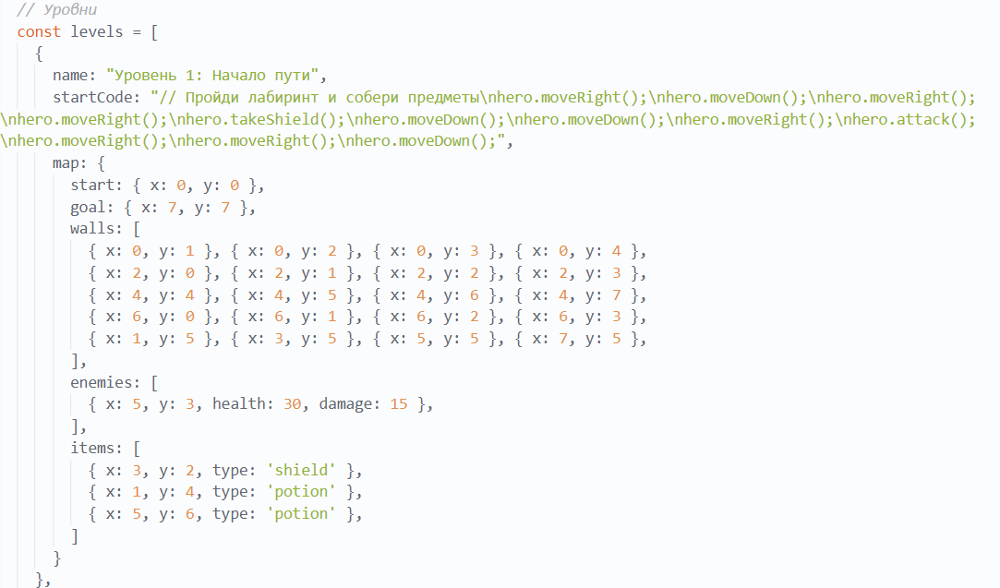 // Уровни
const levels = [
{
name: "Уровень 1: Начало пути",
startCode: "// Пройди лабиринт и собери предметы\nhero.moveRight();\nhero.moveDown();\nhero.moveRight();
\nhero.moveRight();\nhero.takeShield();\nhero.moveDown();\nhero.moveDown();\nhero.moveRight();\nhero.attack();
\nhero.moveRight();\nhero.moveRight();\nhero.moveDown();",
map: {
start: { x: 0, y: 0 },
goal: { x: 7, y: 7 },
walls: [
{ x: 0, y: 1 }, { x: 0, y: 2 }, { x: 0, y: 3 }, { x: 0, y: 4 },
{ x: 2, y: 0 }, { x: 2, y: 1 }, { x: 2, y: 2 }, { x: 2, y: 3 },
{ x: 4, y: 4 }, { x: 4, y: 5 }, { x: 4, y: 6 }, { x: 4, y: 7 },
{ x: 6, y: 0 }, { x: 6, y: 1 }, { x: 6, y: 2 }, { x: 6, y: 3 },
{ x: 1, y: 5 }, { x: 3, y: 5 }, { x: 5, y: 5 }, { x: 7, y: 5 },
],
enemies: [
{ x: 5, y: 3, health: 30, damage: 15 },
],
items: [
{ x: 3, y: 2, type: 'shield' },
{ x: 1, y: 4, type: 'potion' },
{ x: 5, y: 6, type: 'potion' },
]
}
},